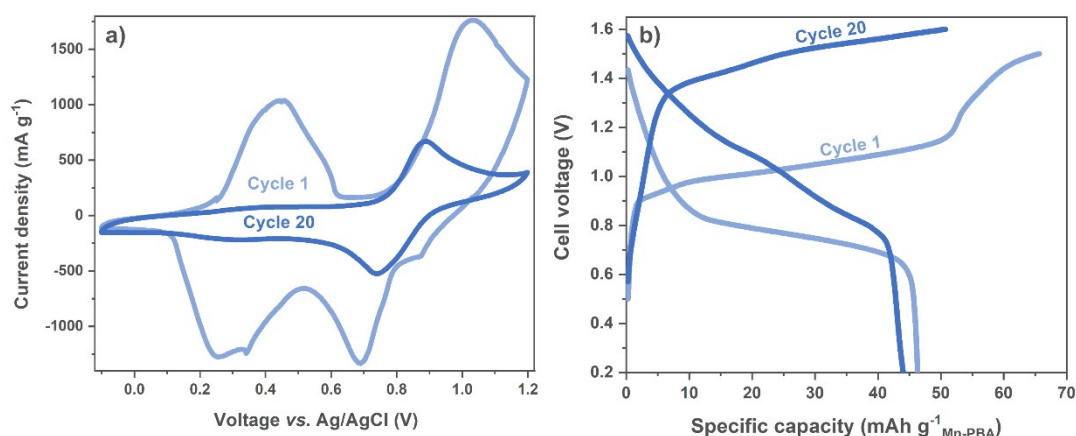 a)
1500
1000
500
0
-500
-1000
Current density (mA g⁻¹)
Cycle 1
Cycle 20
0.0
0.2
0.4
0.6
0.8
1.0
1.2
Voltage vs. Ag/AgCl (V)
b)
1.6
1.4
1.2
1.0
0.8
0.6
0.4
0.2
Cell voltage (V)
Cycle 20
Cycle 1
0
10
20
30
40
50
60
70
Specific capacity (mAh g⁻¹Mn-PBA)